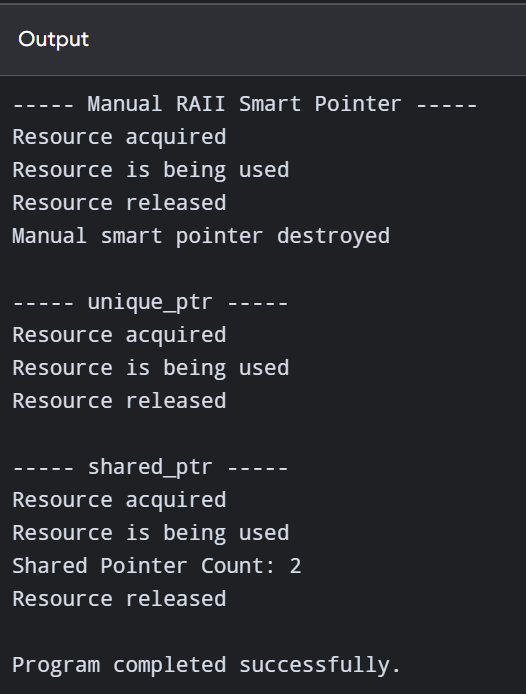 Output
----- Manual RAII Smart Pointer -----
Resource acquired
Resource is being used
Resource released
Manual smart pointer destroyed
----- unique_ptr -----
Resource acquired
Resource is being used
Resource released
----- shared_ptr -----
Resource acquired
Resource is being used
Shared Pointer Count: 2
Resource released
Program completed successfully.